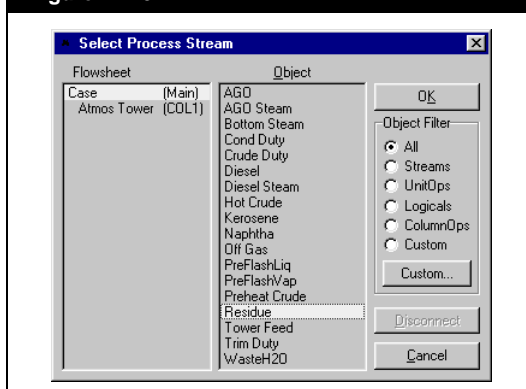 Select Process Stream
Flowsheet
Object
Case (Main)
Atmos Tower (COL1)
AGO
AGO Steam
Bottom Steam
Cond Duty
Crude Duty
Diesel
Diesel Steam
Hot Crude
Kerosene
Naphtha
Off Gas
PreFlashLiq
PreFlashVap
Preheat Crude
Residue
Tower Feed
Trim Duty
WasteH2O
OK
Object Filter
All
Streams
UnitOps
Logicals
ColumnOps
Custom
Custom...
Disconnect
Cancel